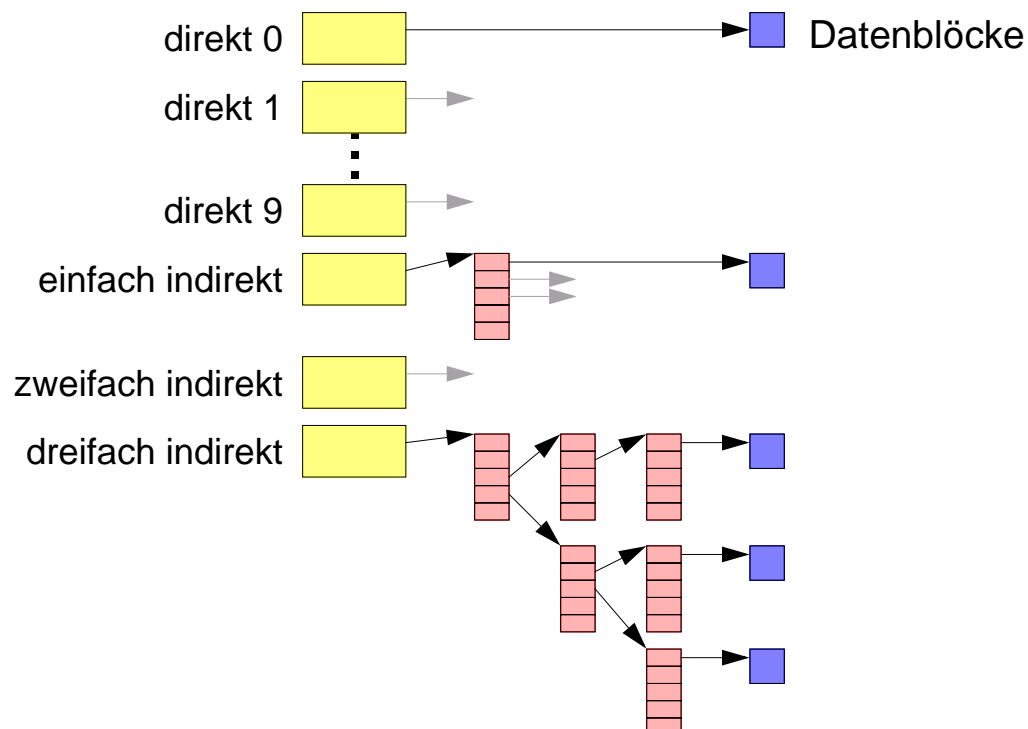 direkt 0
Datenblöcke
direkt 1
direkt 9
einfach indirekt
zweifach indirekt
dreifach indirekt